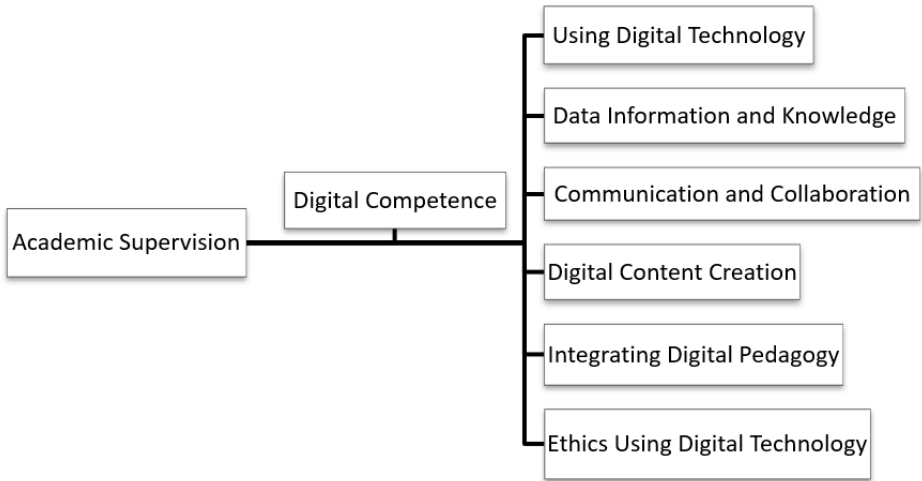 Academic Supervision
Digital Competence
Using Digital Technology
Data Information and Knowledge
Communication and Collaboration
Digital Content Creation
Integrating Digital Pedagogy
Ethics Using Digital Technology